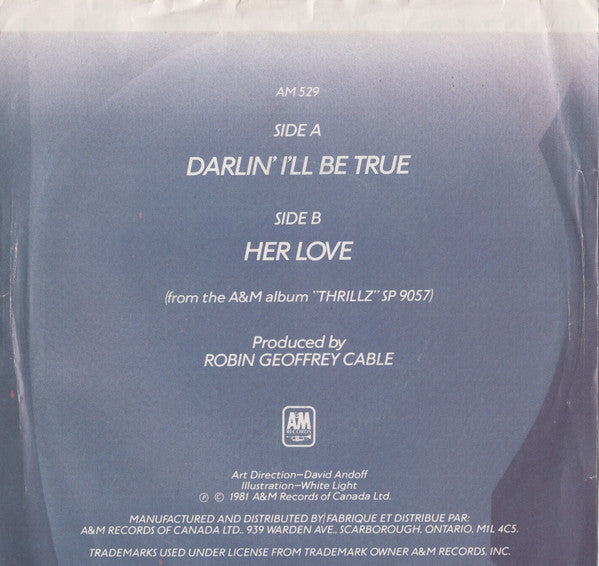 AM 529
SIDE A
DARLIN' I'LL BE TRUE
SIDE B
HER LOVE
(from the A&M album "THRILLZ" SP 9057)
Produced by
ROBIN GEOFFREY CABLE
A&M
RECORDS
Art Direction—David Andoff
Illustration—White Light
℗ © 1981 A&M Records of Canada Ltd.
MANUFACTURED AND DISTRIBUTED BY/FABRIQUE ET DISTRIBUE PAR:
A&M RECORDS OF CANADA LTD., 939 WARDEN AVE., SCARBOROUGH, ONTARIO, M1L 4C5.
TRADEMARKS USED UNDER LICENSE FROM TRADEMARK OWNER A&M RECORDS, INC.